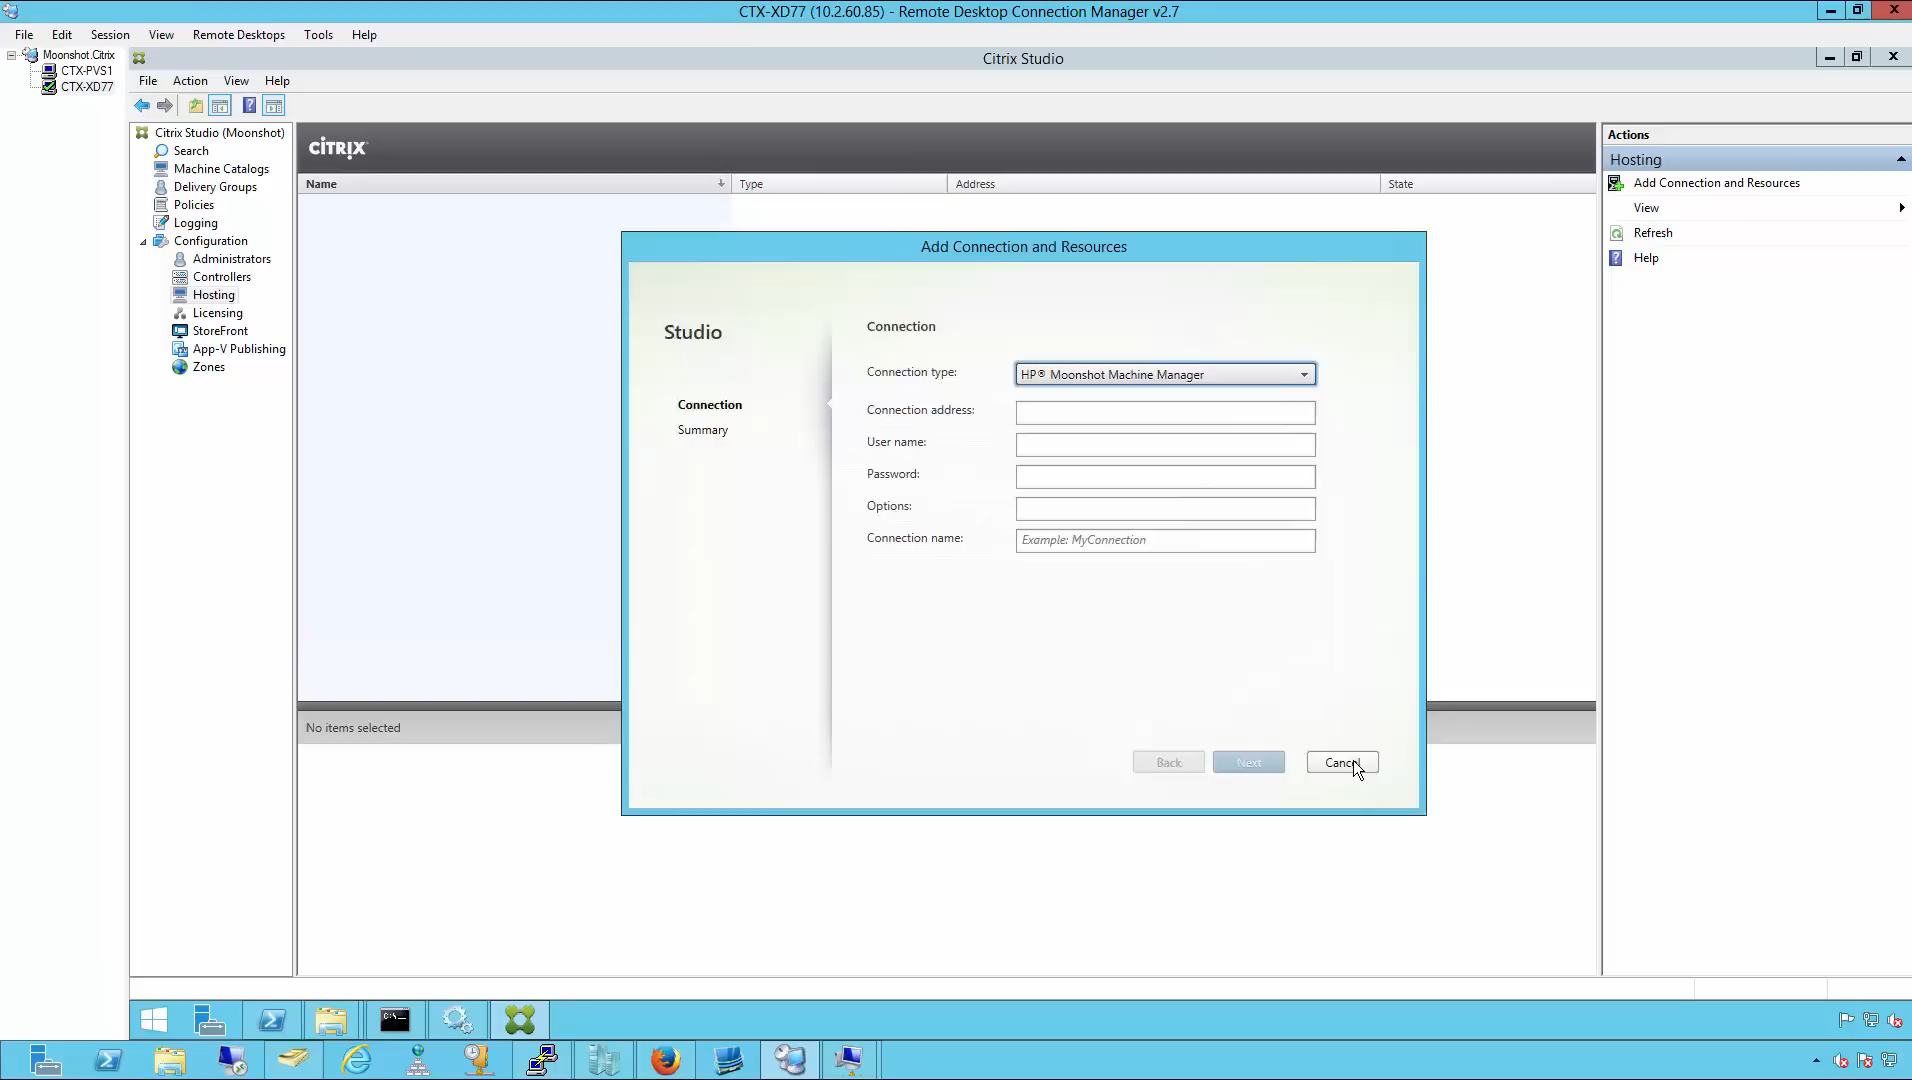 CTX-XD77 (10.2.60.85) - Remote Desktop Connection Manager v2.7
File Edit Session View Remote Desktops Tools Help
Moonshot.Citrix
CTX-PVS1
CTX-XD77
Citrix Studio
File Action View Help
Citrix Studio (Moonshot)
Search
Machine Catalogs
Delivery Groups
Policies
Logging
Configuration
Administrators
Controllers
Hosting
Licensing
StoreFront
App-V Publishing
Zones
CITRIX
Name Type Address State
No items selected
Add Connection and Resources
Studio
Connection
Summary
Connection
Connection type: HP® Moonshot Machine Manager
Connection address:
User name:
Password:
Options:
Connection name: Example: MyConnection
Back Next Cancel
Actions
Hosting
Add Connection and Resources
View
Refresh
Help